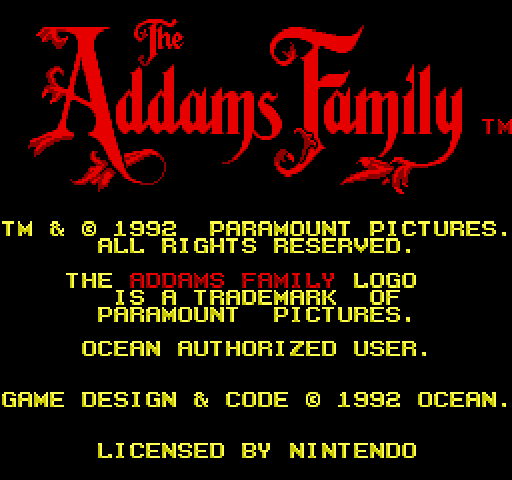 The
Addams Family TM
TM & © 1992 PARAMOUNT PICTURES.
ALL RIGHTS RESERVED.
THE ADDAMS FAMILY LOGO
IS A TRADEMARK OF
PARAMOUNT PICTURES.
OCEAN AUTHORIZED USER.
GAME DESIGN & CODE © 1992 OCEAN.
LICENSED BY NINTENDO